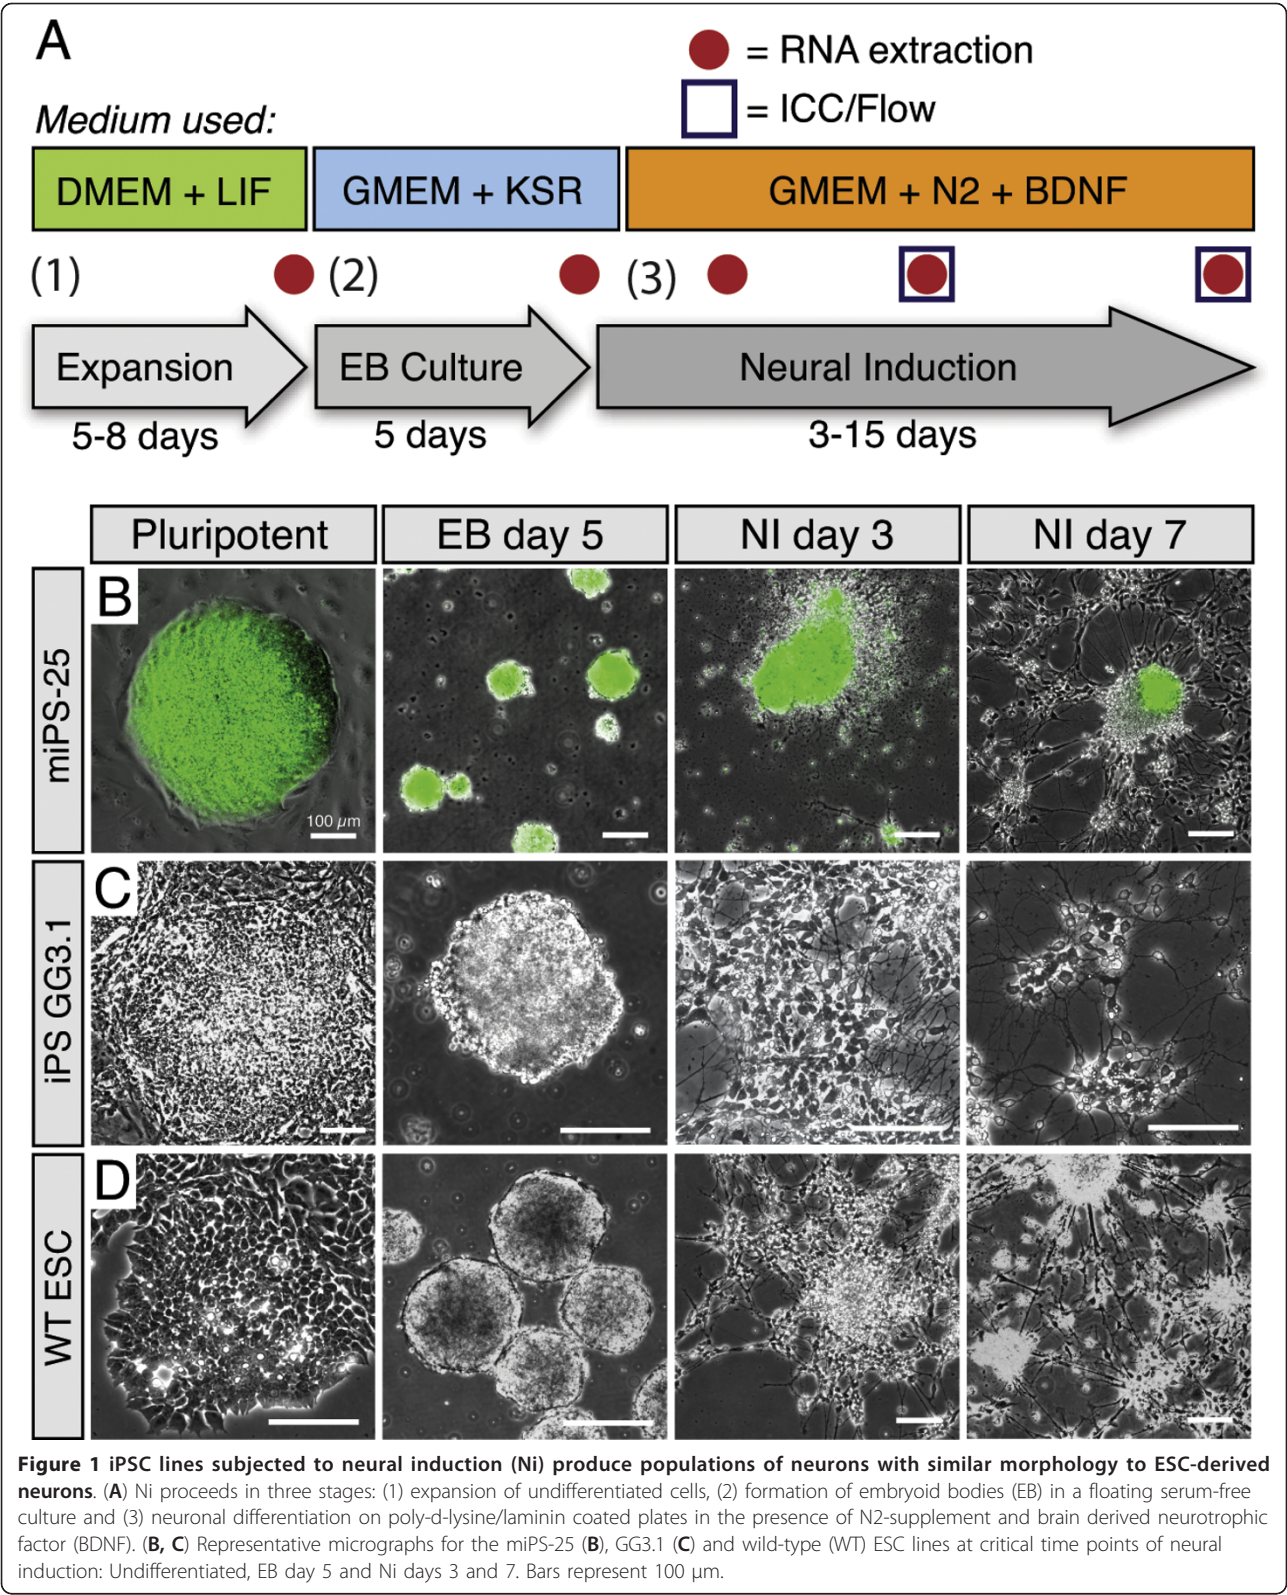 A
= RNA extraction
= ICC/Flow
Medium used:
DMEM + LIF
GMEM + KSR
GMEM + N2 + BDNF
(1)
(2)
(3)
Expansion
EB Culture
Neural Induction
5-8 days
5 days
3-15 days
Pluripotent
EB day 5
NI day 3
NI day 7
miPS-25
B
100 µm
iPS GG3.1
C
WT ESC
D
Figure 1 iPSC lines subjected to neural induction (Ni) produce populations of neurons with similar morphology to ESC-derived
neurons. (A) Ni proceeds in three stages: (1) expansion of undifferentiated cells, (2) formation of embryoid bodies (EB) in a floating serum-free
culture and (3) neuronal differentiation on poly-d-lysine/laminin coated plates in the presence of N2-supplement and brain derived neurotrophic
factor (BDNF). (B, C) Representative micrographs for the miPS-25 (B), GG3.1 (C) and wild-type (WT) ESC lines at critical time points of neural
induction: Undifferentiated, EB day 5 and Ni days 3 and 7. Bars represent 100 μm.